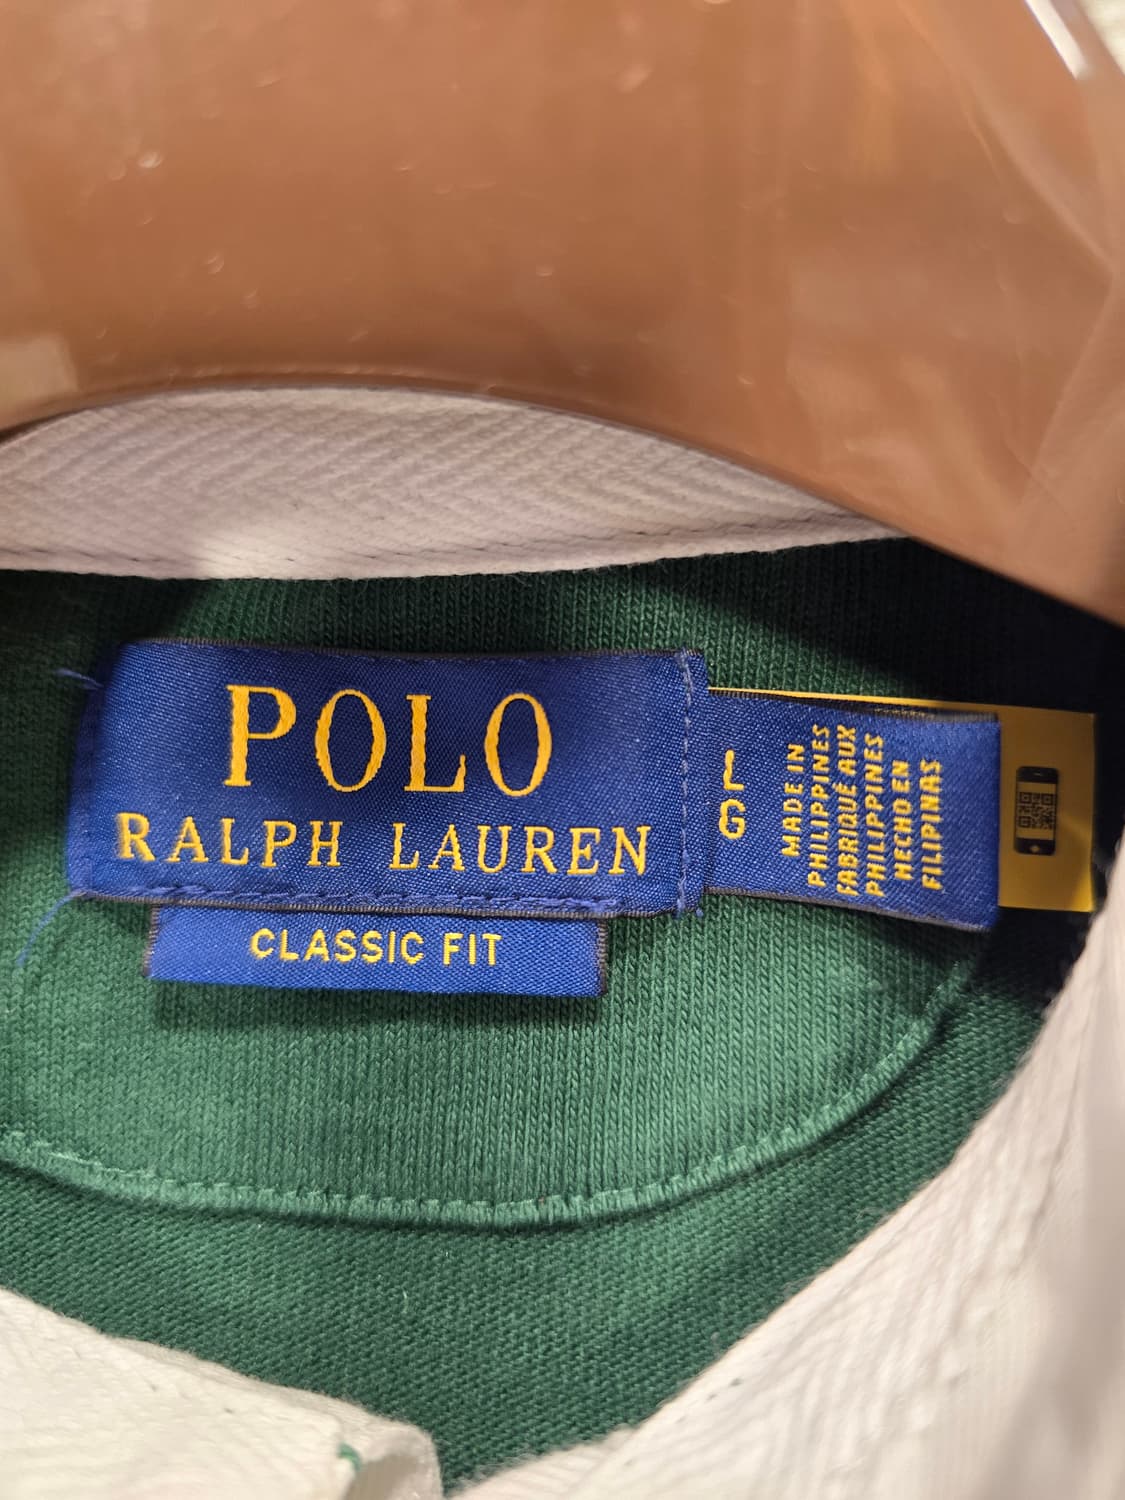 POLO
RALPH LAUREN
CLASSIC FIT
L
G
MADE IN
PHILIPPINES
FABRIQUÉ AUX
PHILIPPINES
HECHO EN
FILIPINAS